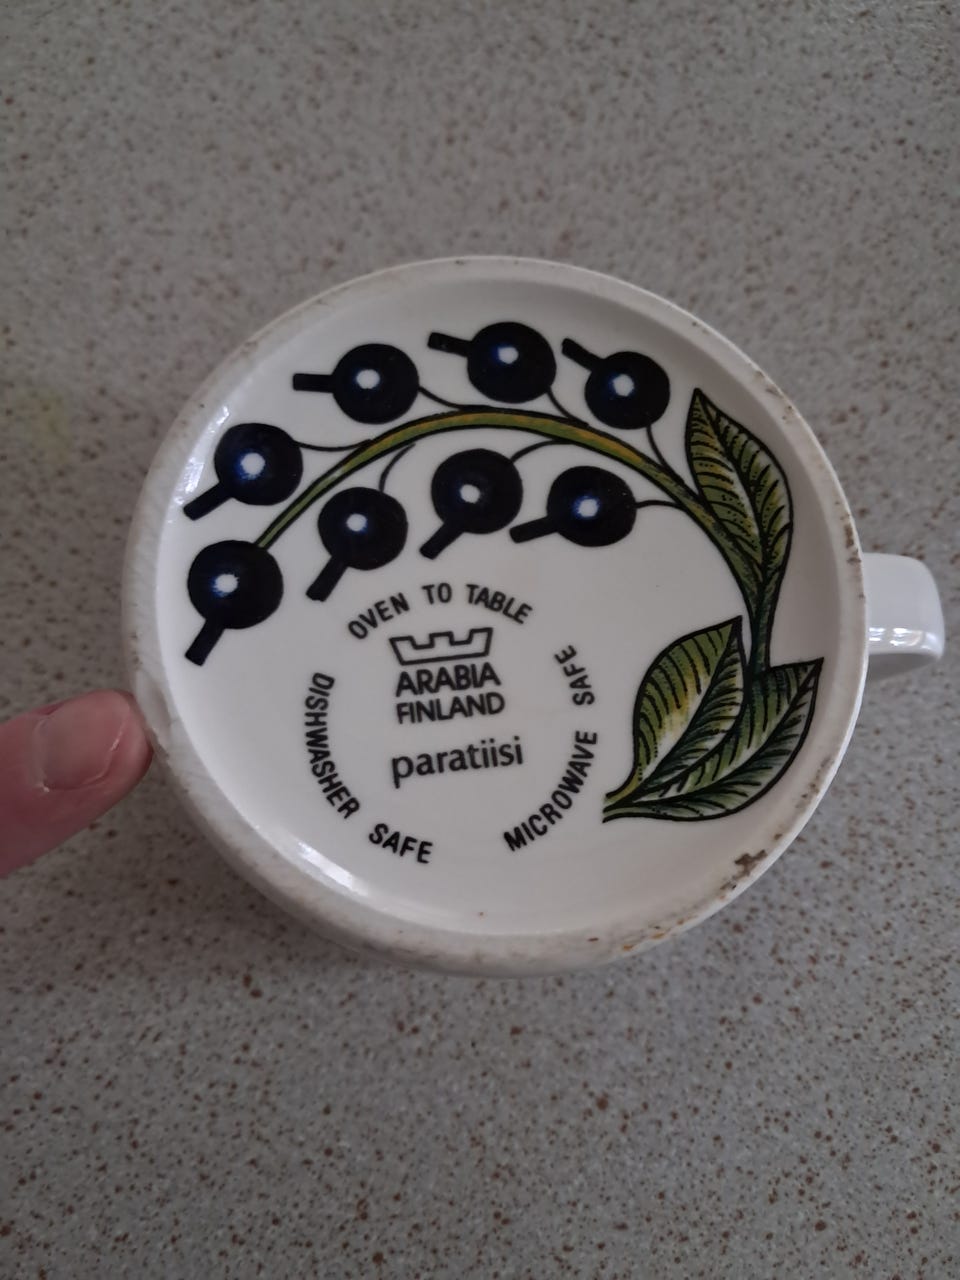 OVEN TO TABLE
ARABIA
FINLAND
paratiisi
DISHWASHER SAFE
MICROWAVE SAFE